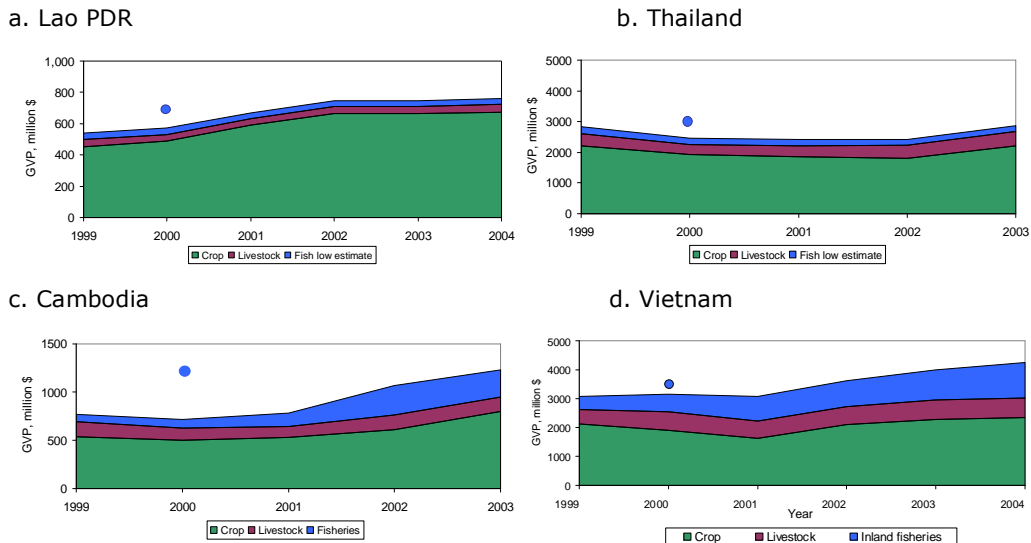 a. Lao PDR
GVP, million $
1,000
800
600
400
200
0
1999 2000 2001 2002 2003 2004
Crop Livestock Fish low estimate
b. Thailand
GVP, million $
5000
4000
3000
2000
1000
0
1999 2000 2001 2002 2003
Crop Livestock Fish low estimate
c. Cambodia
GVP, million $
1500
1000
500
0
1999 2000 2001 2002 2003
Crop Livestock Fisheries
d. Vietnam
GVP, million $
5000
4000
3000
2000
1000
0
1999 2000 2001 2002 2003 2004
Year
Crop Livestock Inland fisheries